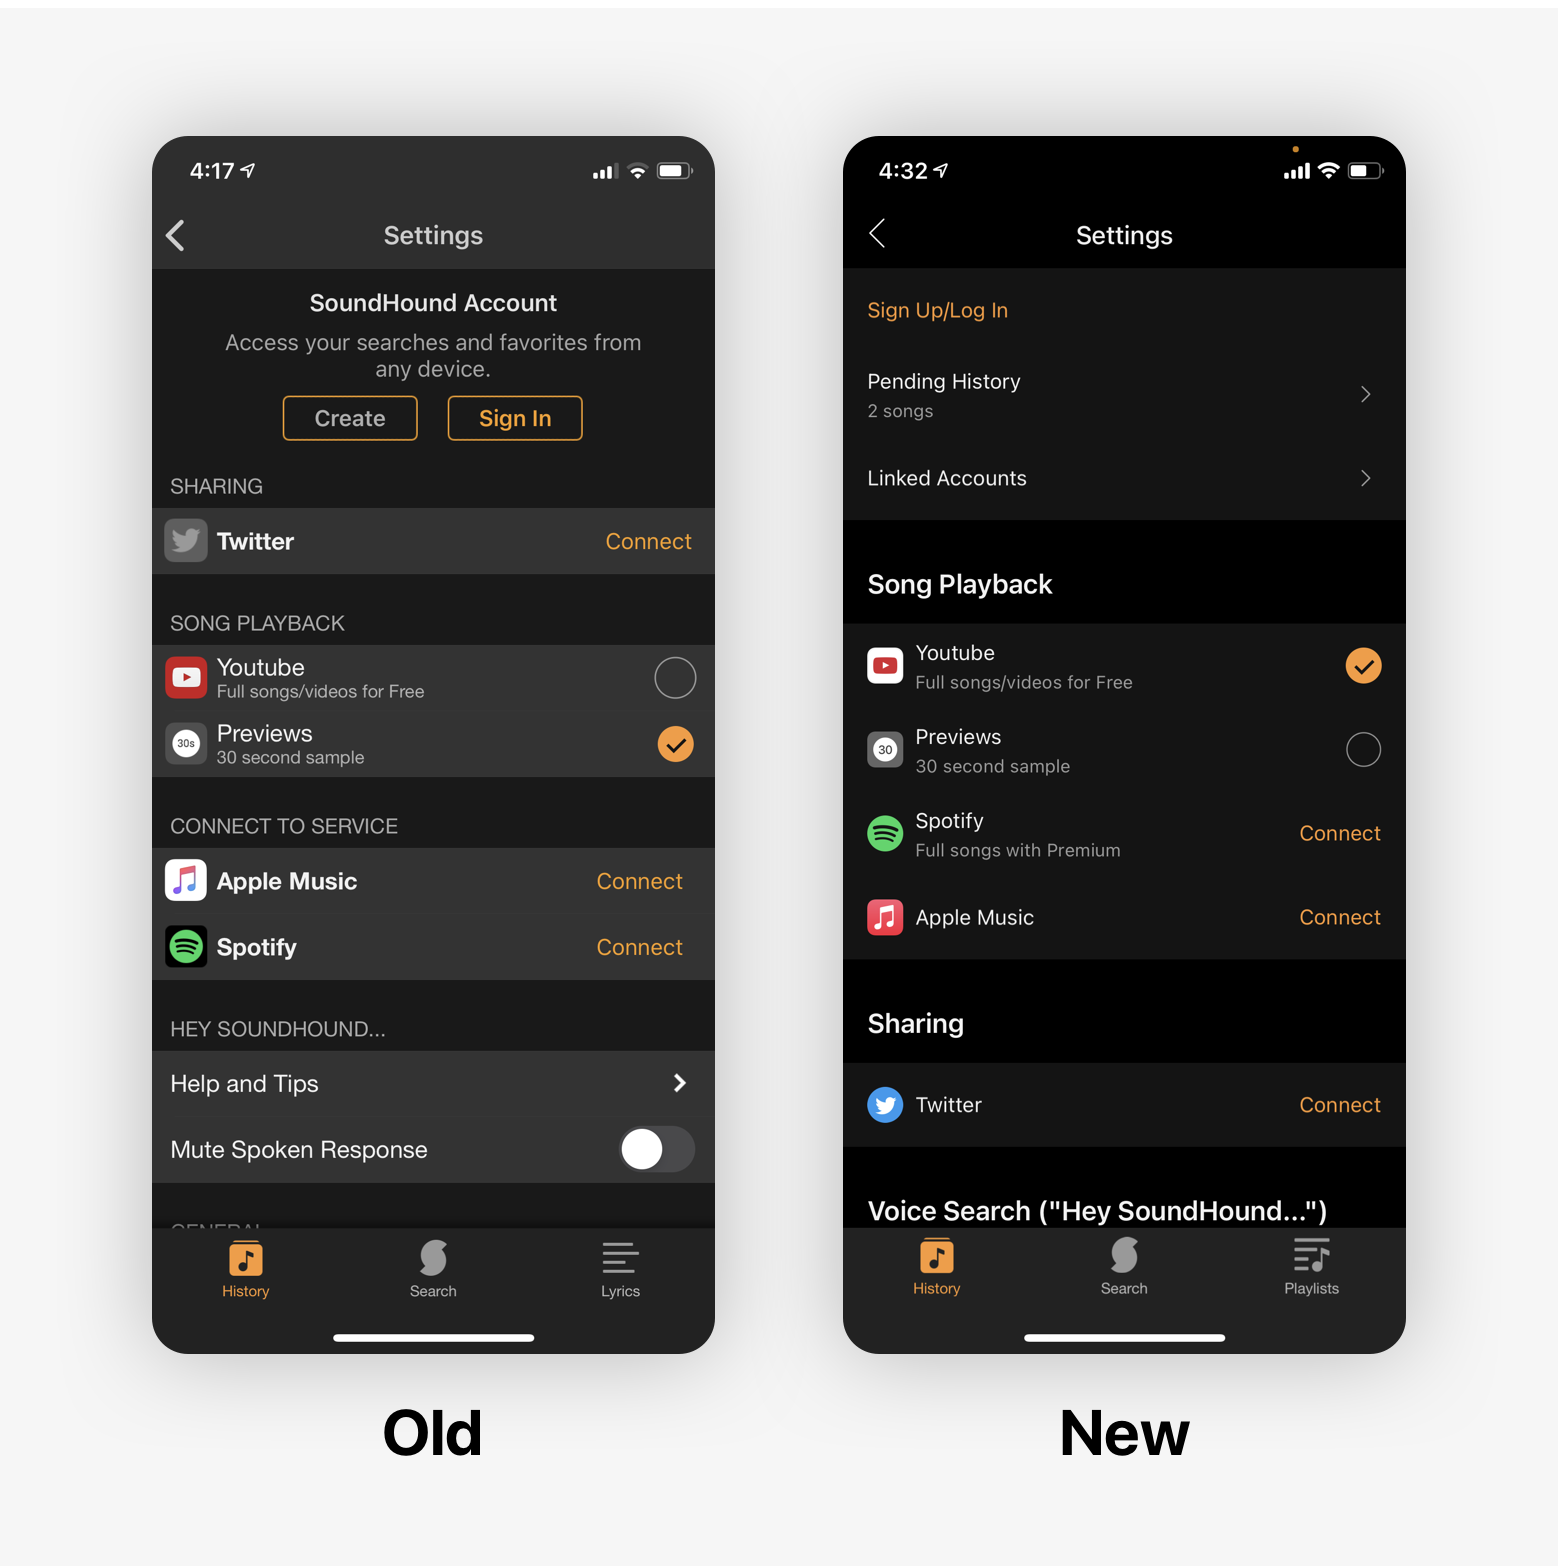 4:17
Settings
SoundHound Account
Access your searches and favorites from
any device.
Create
Sign In
SHARING
Twitter
Connect
SONG PLAYBACK
Youtube
Full songs/videos for Free
30s
Previews
30 second sample
CONNECT TO SERVICE
Apple Music
Connect
Spotify
Connect
HEY SOUNDHOUND...
Help and Tips
Mute Spoken Response
GENERAL
History
Search
Lyrics
Old
4:32
Settings
Sign Up/Log In
Pending History
2 songs
Linked Accounts
Song Playback
Youtube
Full songs/videos for Free
30
Previews
30 second sample
Spotify
Full songs with Premium
Connect
Apple Music
Connect
Sharing
Twitter
Connect
Voice Search ("Hey SoundHound...")
History
Search
Playlists
New